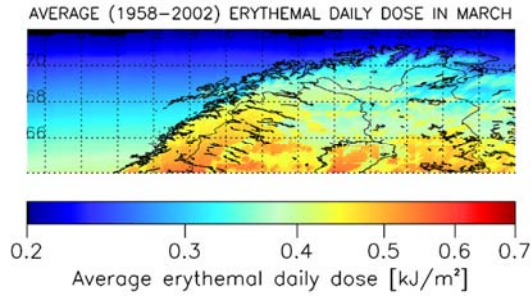 AVERAGE (1958−2002) ERYTHEMAL DAILY DOSE IN MARCH
70
68
66
0.2 0.3 0.4 0.5 0.6 0.7
Average erythemal daily dose [kJ/m²]